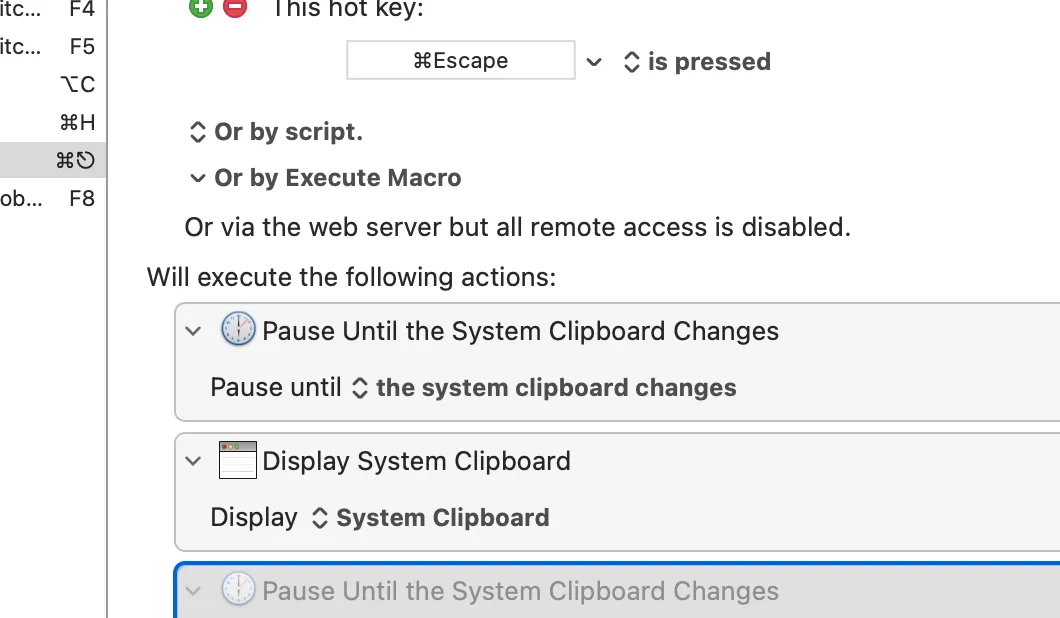 itc... F4
itc... F5
⌥C
⌘H
⌘⎋
ob... F8
This hot key:
⌘Escape
is pressed
Or by script.
Or by Execute Macro
Or via the web server but all remote access is disabled.
Will execute the following actions:
Pause Until the System Clipboard Changes
Pause until the system clipboard changes
Display System Clipboard
Display System Clipboard
Pause Until the System Clipboard Changes